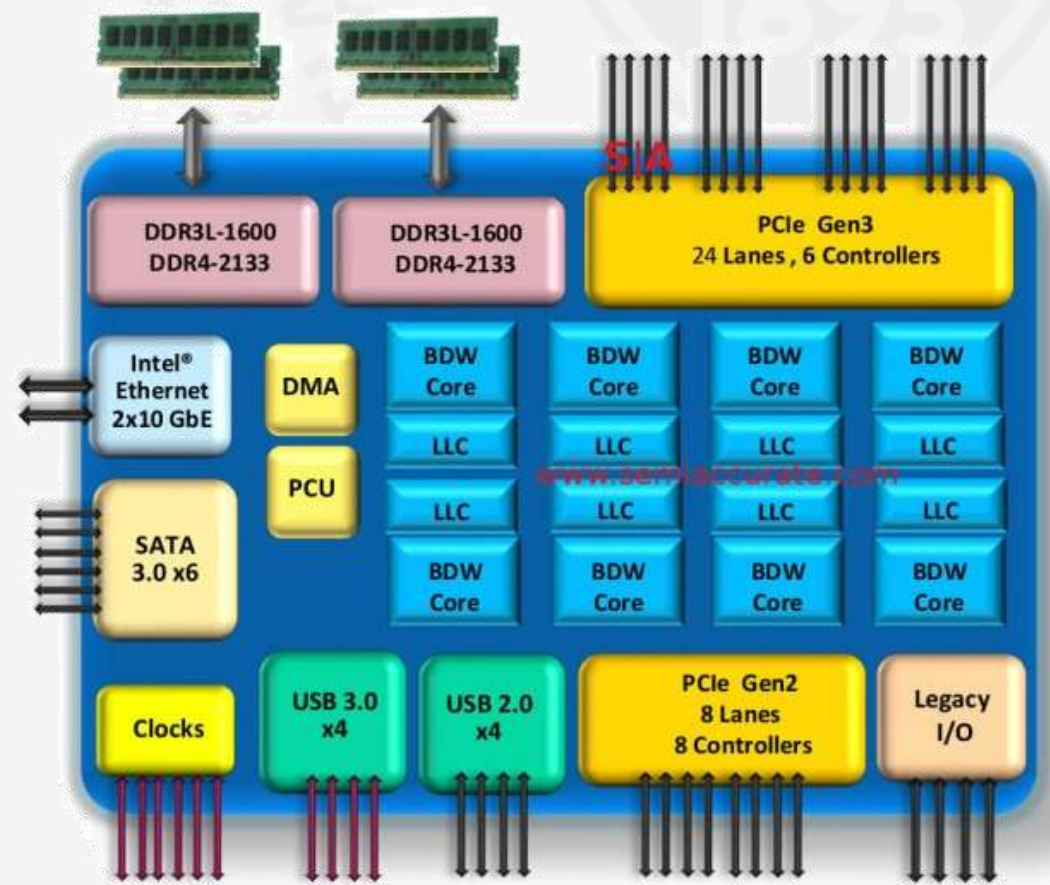 1893
S|A
DDR3L-1600
DDR4-2133
DDR3L-1600
DDR4-2133
PCIe Gen3
24 Lanes , 6 Controllers
Intel®
Ethernet
2x10 GbE
DMA
BDW
Core
BDW
Core
BDW
Core
BDW
Core
LLC
LLC
LLC
LLC
www.semiaccurate.com
PCU
LLC
LLC
LLC
LLC
SATA
3.0 x6
BDW
Core
BDW
Core
BDW
Core
BDW
Core
Clocks
USB 3.0
x4
USB 2.0
x4
PCIe Gen2
8 Lanes
8 Controllers
Legacy
I/O